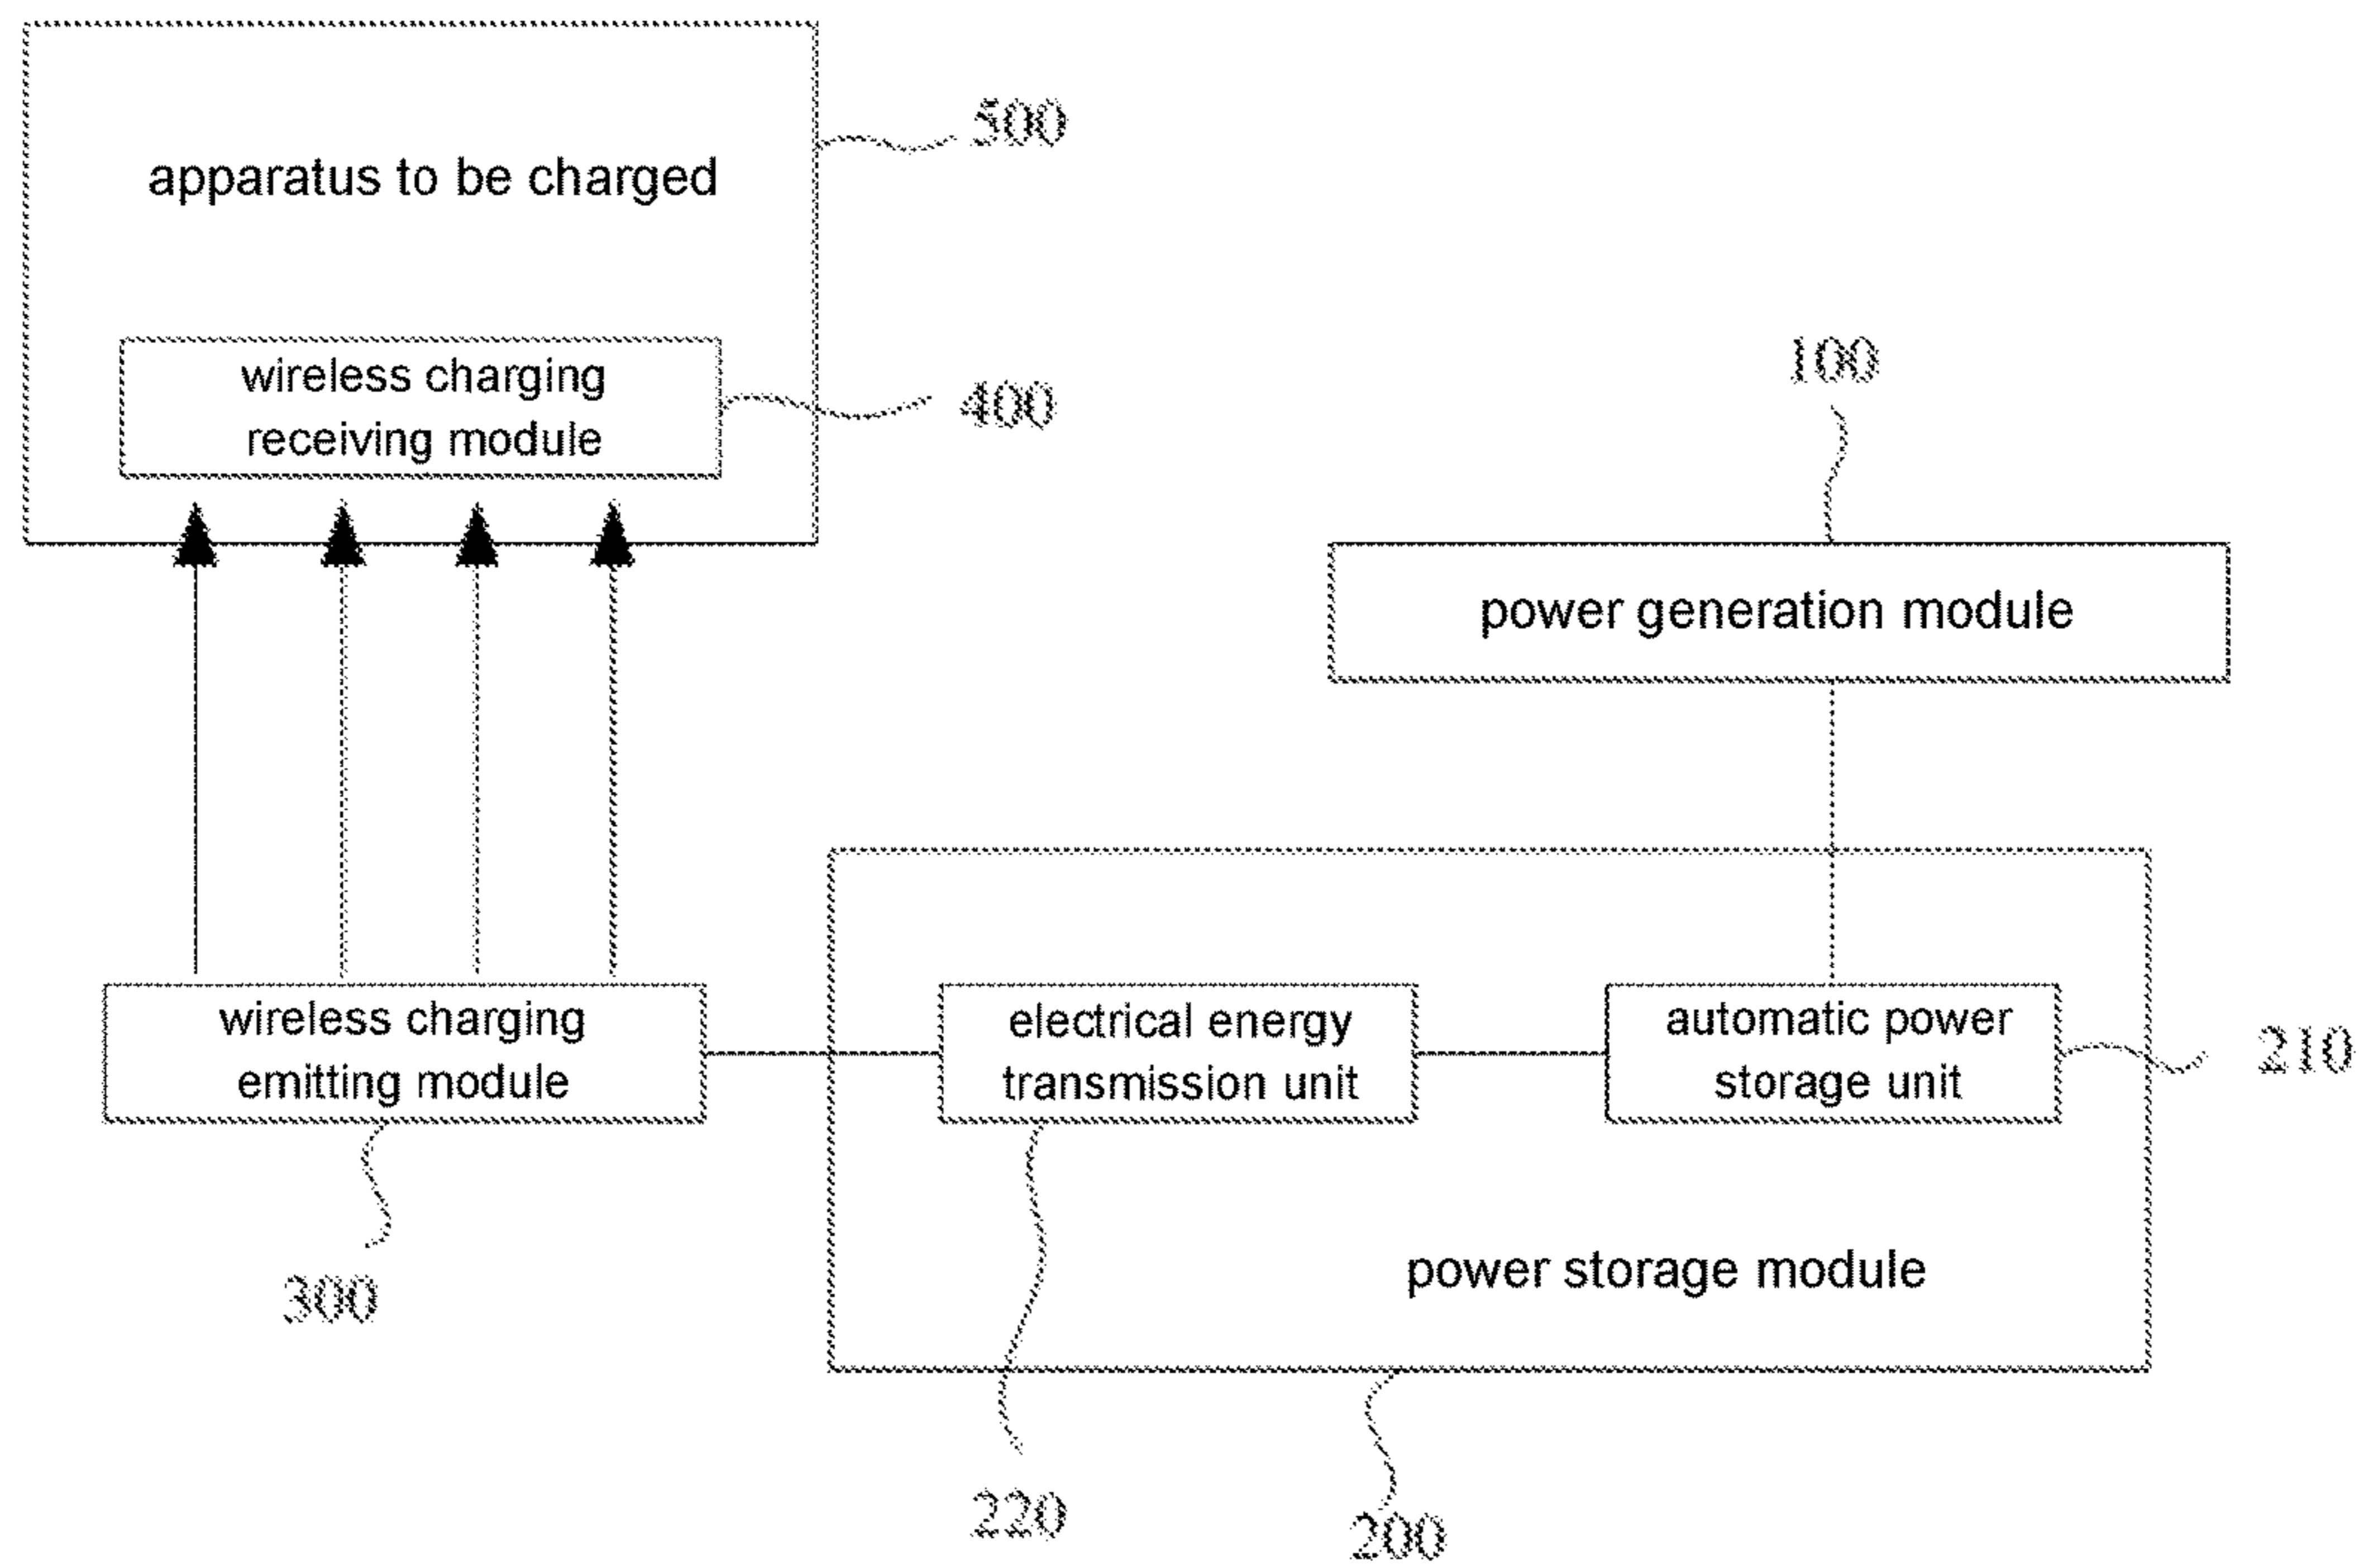 500
apparatus to be charged
wireless charging
receiving module
400
100
power generation module
wireless charging
emitting module
electrical energy
transmission unit
automatic power
storage unit
210
300
power storage module
220
200